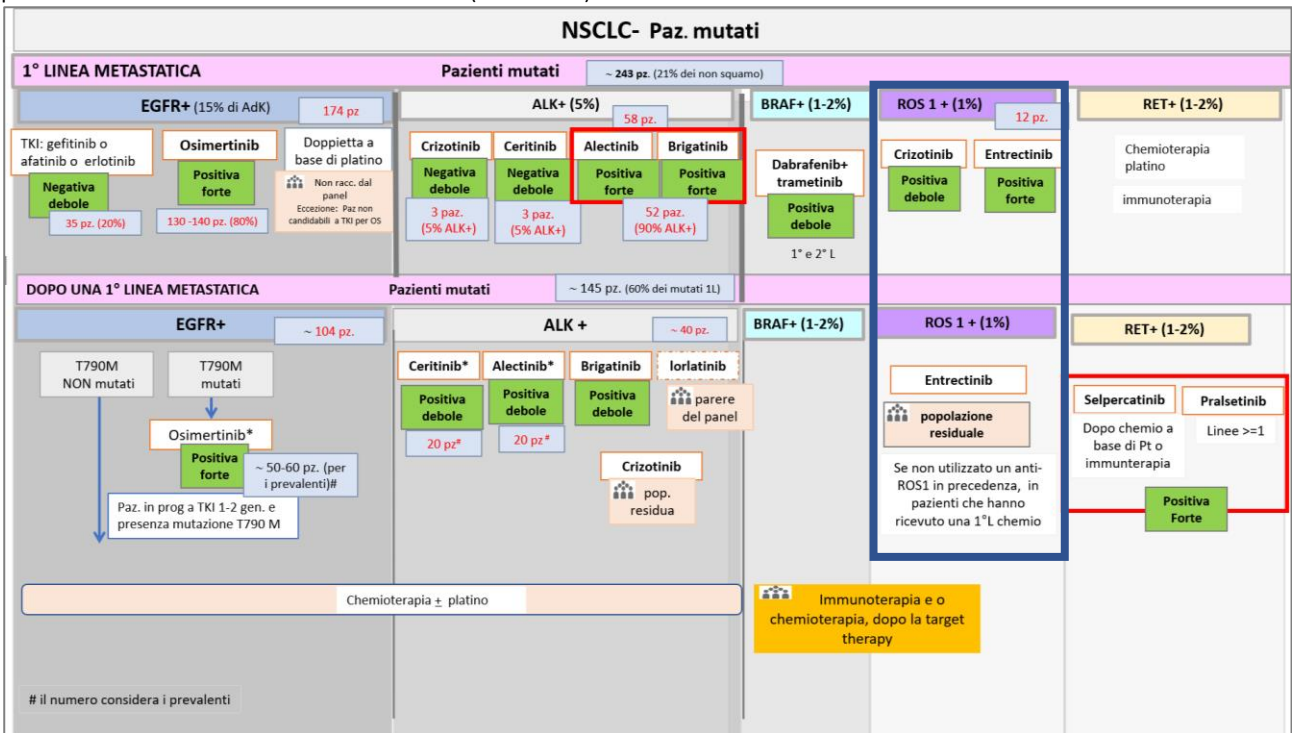 NSCLC- Paz. mutati
1° LINEA METASTATICA
Pazienti mutati
~ 243 pz. (21% dei non squamo)
EGFR+ (15% di AdK)
174 pz
TKI: gefitinib o
afatinib o erlotinib
Negativa
debole
35 pz. (20%)
Osimertinib
Positiva
forte
130 -140 pz. (80%)
Doppietta a
base di platino
Non racc. dal
panel
Eccezione: Paz non
candidabili a TKI per OS
ALK+ (5%)
58 pz.
Crizotinib
Negativa
debole
3 paz.
(5% ALK+)
Ceritinib
Negativa
debole
3 paz.
(5% ALK+)
Alectinib
Positiva
forte
Brigatinib
Positiva
forte
52 paz.
(90% ALK+)
BRAF+ (1-2%)
Dabrafenib+
trametinib
Positiva
debole
1° e 2° L
ROS 1 + (1%)
12 pz.
Crizotinib
Positiva
debole
Entrectinib
Positiva
forte
RET+ (1-2%)
Chemioterapia
platino
immunoterapia
DOPO UNA 1° LINEA METASTATICA
Pazienti mutati
~ 145 pz. (60% dei mutati 1L)
EGFR+
~ 104 pz.
T790M
NON mutati
T790M
mutati
Osimertinib*
Positiva
forte
~ 50-60 pz. (per
i prevalenti)#
Paz. in prog a TKI 1-2 gen. e
presenza mutazione T790 M
ALK +
~ 40 pz.
Ceritinib*
Positiva
debole
20 pz#
Alectinib*
Positiva
debole
20 pz#
Brigatinib
Positiva
debole
lorlatinib
parere
del panel
Crizotinib
pop.
residua
BRAF+ (1-2%)
ROS 1 + (1%)
Entrectinib
popolazione
residuale
Se non utilizzato un anti-
ROS1 in precedenza, in
pazienti che hanno
ricevuto una 1°L chemio
RET+ (1-2%)
Selpercatinib
Dopo chemio a
base di Pt o
immunterapia
Pralsetinib
Linee >=1
Positiva
Forte
Chemioterapia ± platino
Immunoterapia e o
chemioterapia, dopo la target
therapy
# il numero considera i prevalenti